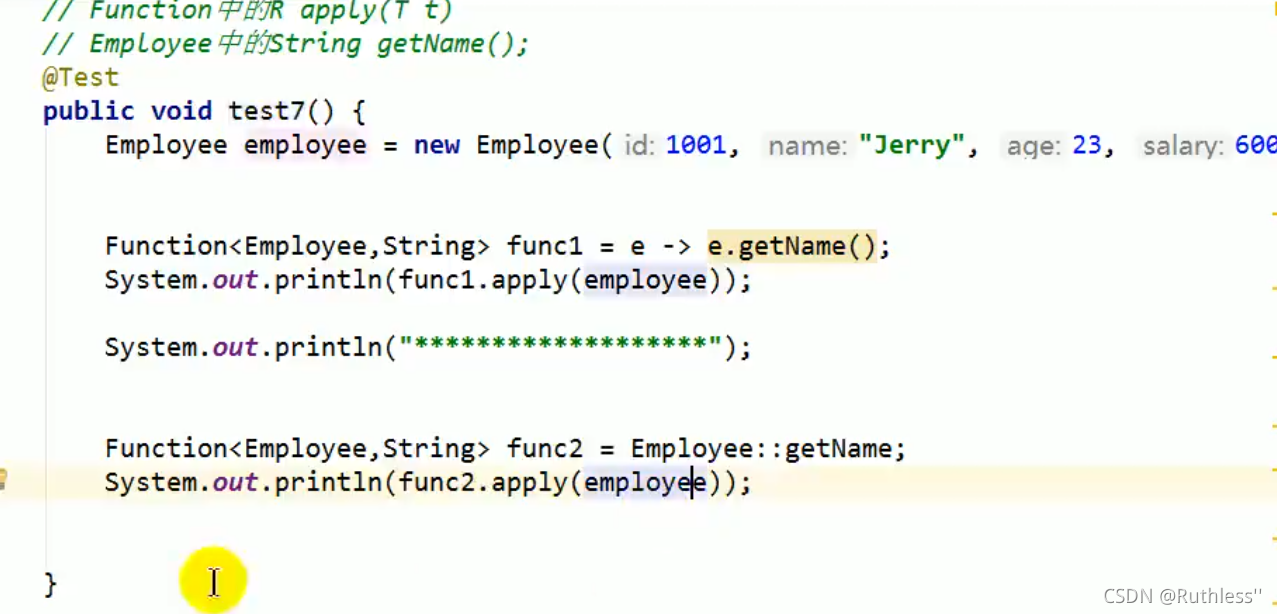 // Function中的R apply(T t)
// Employee中的String getName();
@Test
public void test7() {
Employee employee = new Employee( id: 1001, name: "Jerry", age: 23, salary: 600
Function<Employee,String> func1 = e -> e.getName();
System.out.println(func1.apply(employee));
System.out.println("*******************");
Function<Employee,String> func2 = Employee::getName;
System.out.println(func2.apply(employee));
}
CSDN @Ruthless''